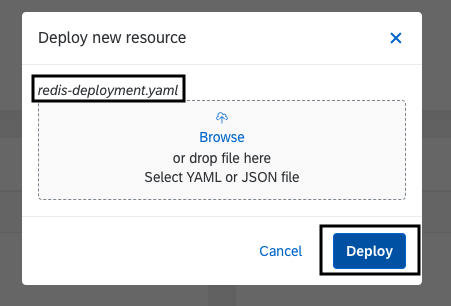 Deploy new resource
redis-deployment.yaml
Browse
or drop file here
Select YAML or JSON file
Cancel
Deploy